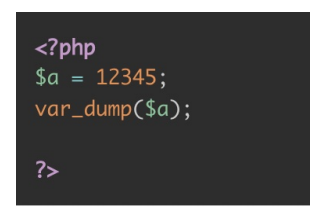 <?php
$a = 12345;
var_dump($a);
?>